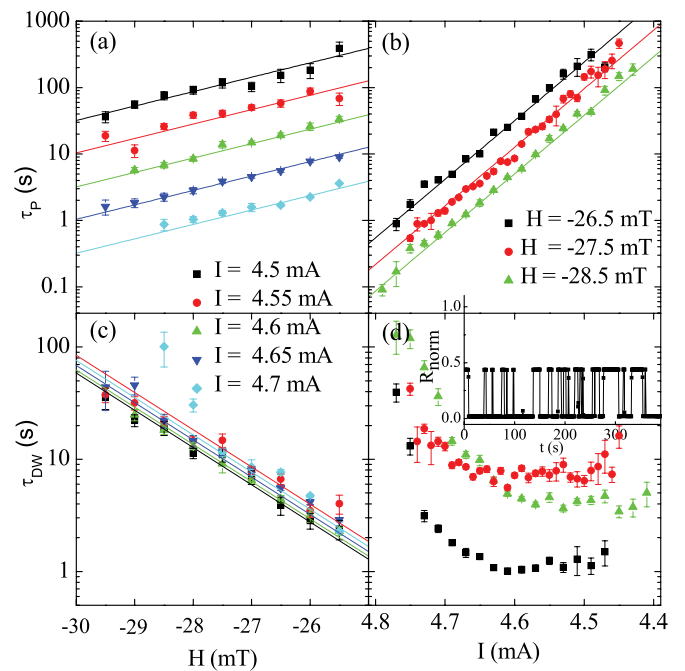 (a)
(b)
1000
100
10
1
0.1
τP (s)
I = 4.5 mA
I = 4.55 mA
I = 4.6 mA
I = 4.65 mA
I = 4.7 mA
H = -26.5 mT
H = -27.5 mT
H = -28.5 mT
(c)
(d)
100
10
1
τDW (s)
-30 -29 -28 -27 -26 -25
H (mT)
1.0
0.5
0.0
Rnorm
0 100 200 300
t (s)
4.8 4.7 4.6 4.5 4.4
I (mA)